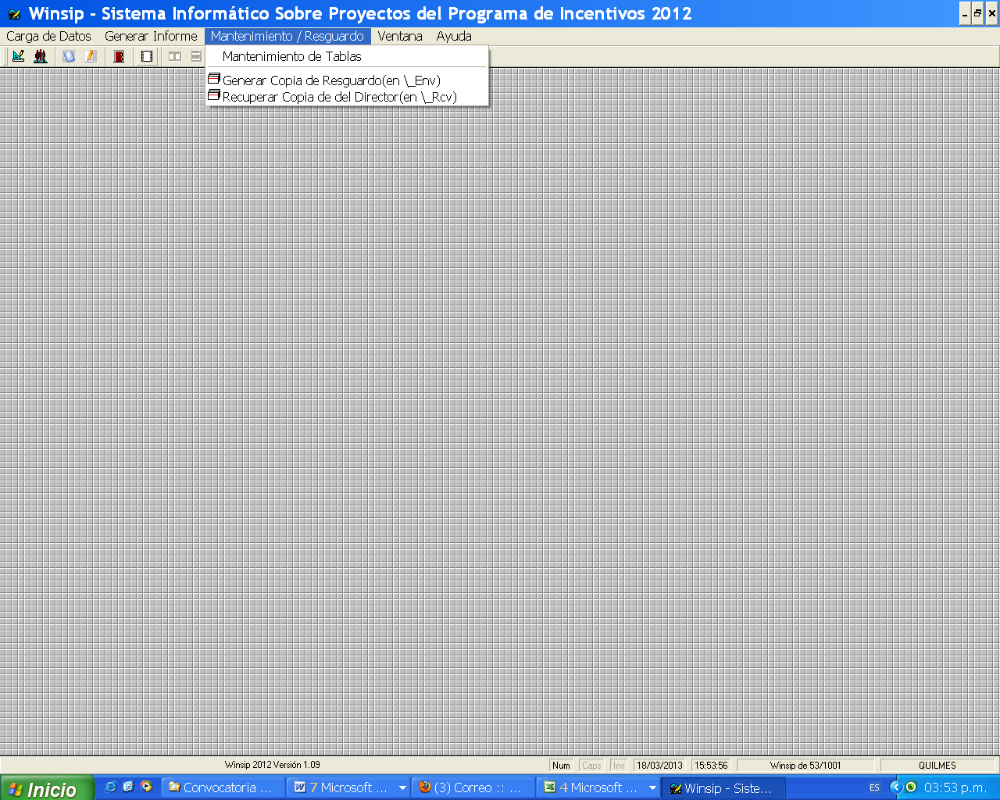 Winsip - Sistema Informático Sobre Proyectos del Programa de Incentivos 2012
Carga de Datos Generar Informe Mantenimiento / Resguardo Ventana Ayuda
Mantenimiento de Tablas
Generar Copia de Resguardo(en \_Env)
Recuperar Copia de del Director(en \_Rcv)
Winsip 2012 Versión 1.09 Num Caps Ins 18/03/2013 15:53:56 Winsip de 53/1001 QUILMES
Inicio Convocatoria ... 7 Microsoft ... (3) Correo :: ... 4 Microsoft ... Winsip - Siste... ES 03:53 p.m.